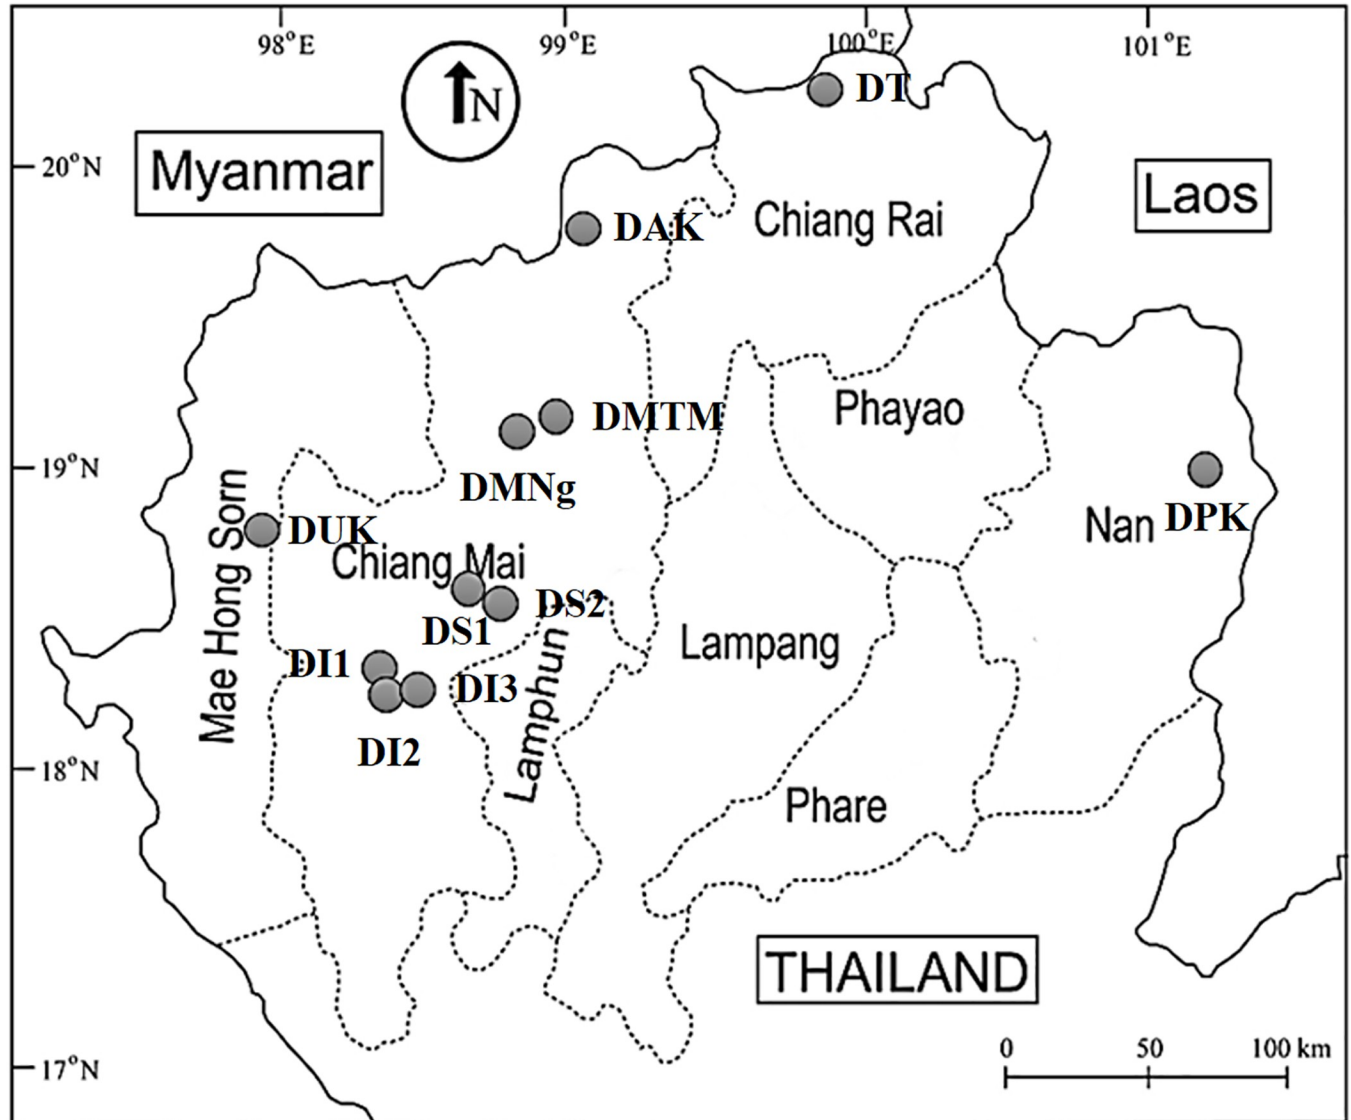 98°E
99°E
100°E
101°E
N
DT
20°N
Myanmar
Laos
Chiang Rai
DAK
Phayao
DMTM
19°N
DMNg
DPK
Nan
DUK
Mae Hong Sorn
Chiang Mai
DS2
DS1
Lampang
DI1
DI3
Lamphun
DI2
18°N
Phare
THAILAND
0 50 100 km
17°N